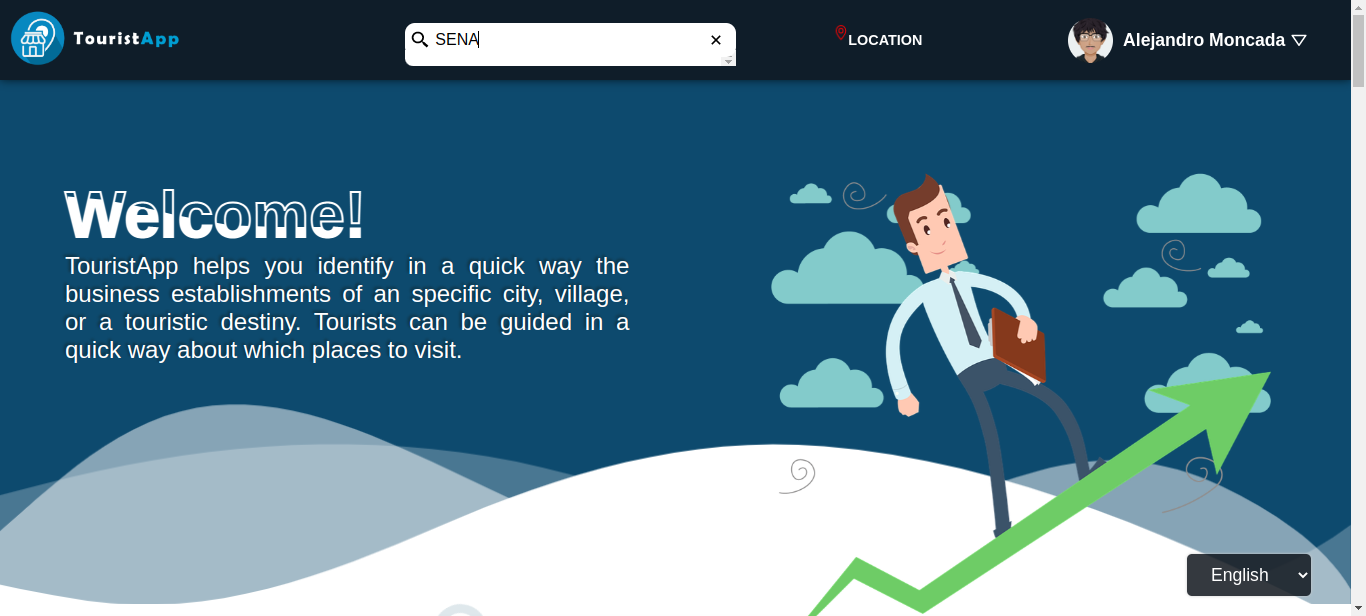 TouristApp
SENA
LOCATION
Alejandro Moncada
Welcome!
TouristApp helps you identify in a quick way the
business establishments of an specific city, village,
or a touristic destiny. Tourists can be guided in a
quick way about which places to visit.
English